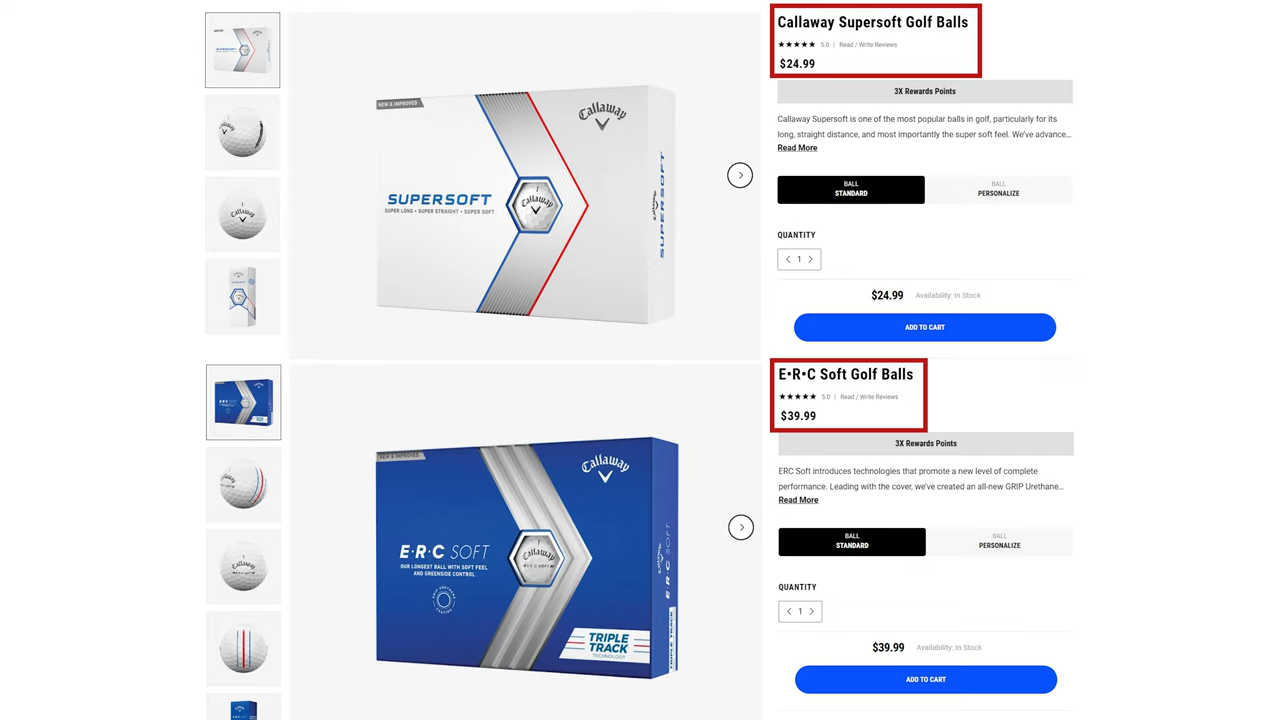 Callaway Supersoft Golf Balls
★★★★★ 5.0 | Read / Write Reviews
$24.99
3X Rewards Points
Callaway Supersoft is one of the most popular balls in golf, particularly for its
long, straight distance, and most importantly the super soft feel. We've advance...
Read More
BALL
STANDARD
BALL
PERSONALIZE
QUANTITY
< 1 >
$24.99 Availability: In Stock
ADD TO CART
NEW & IMPROVED
Callaway
SUPERSOFT
SUPER LONG • SUPER STRAIGHT • SUPER SOFT
Callaway
Callaway
SUPERSOFT
E•R•C Soft Golf Balls
★★★★★ 5.0 | Read / Write Reviews
$39.99
3X Rewards Points
ERC Soft introduces technologies that promote a new level of complete
performance. Leading with the cover, we've created an all-new GRIP Urethane...
Read More
BALL
STANDARD
BALL
PERSONALIZE
QUANTITY
< 1 >
$39.99 Availability: In Stock
ADD TO CART
NEW & IMPROVED
Callaway
E•R•C SOFT
OUR LONGEST BALL WITH SOFT FEEL
AND GREENSIDE CONTROL
Callaway
TRIPLE
TRACK
TECHNOLOGY
Callaway
E•R•C SOFT
TRIPLE TRACK